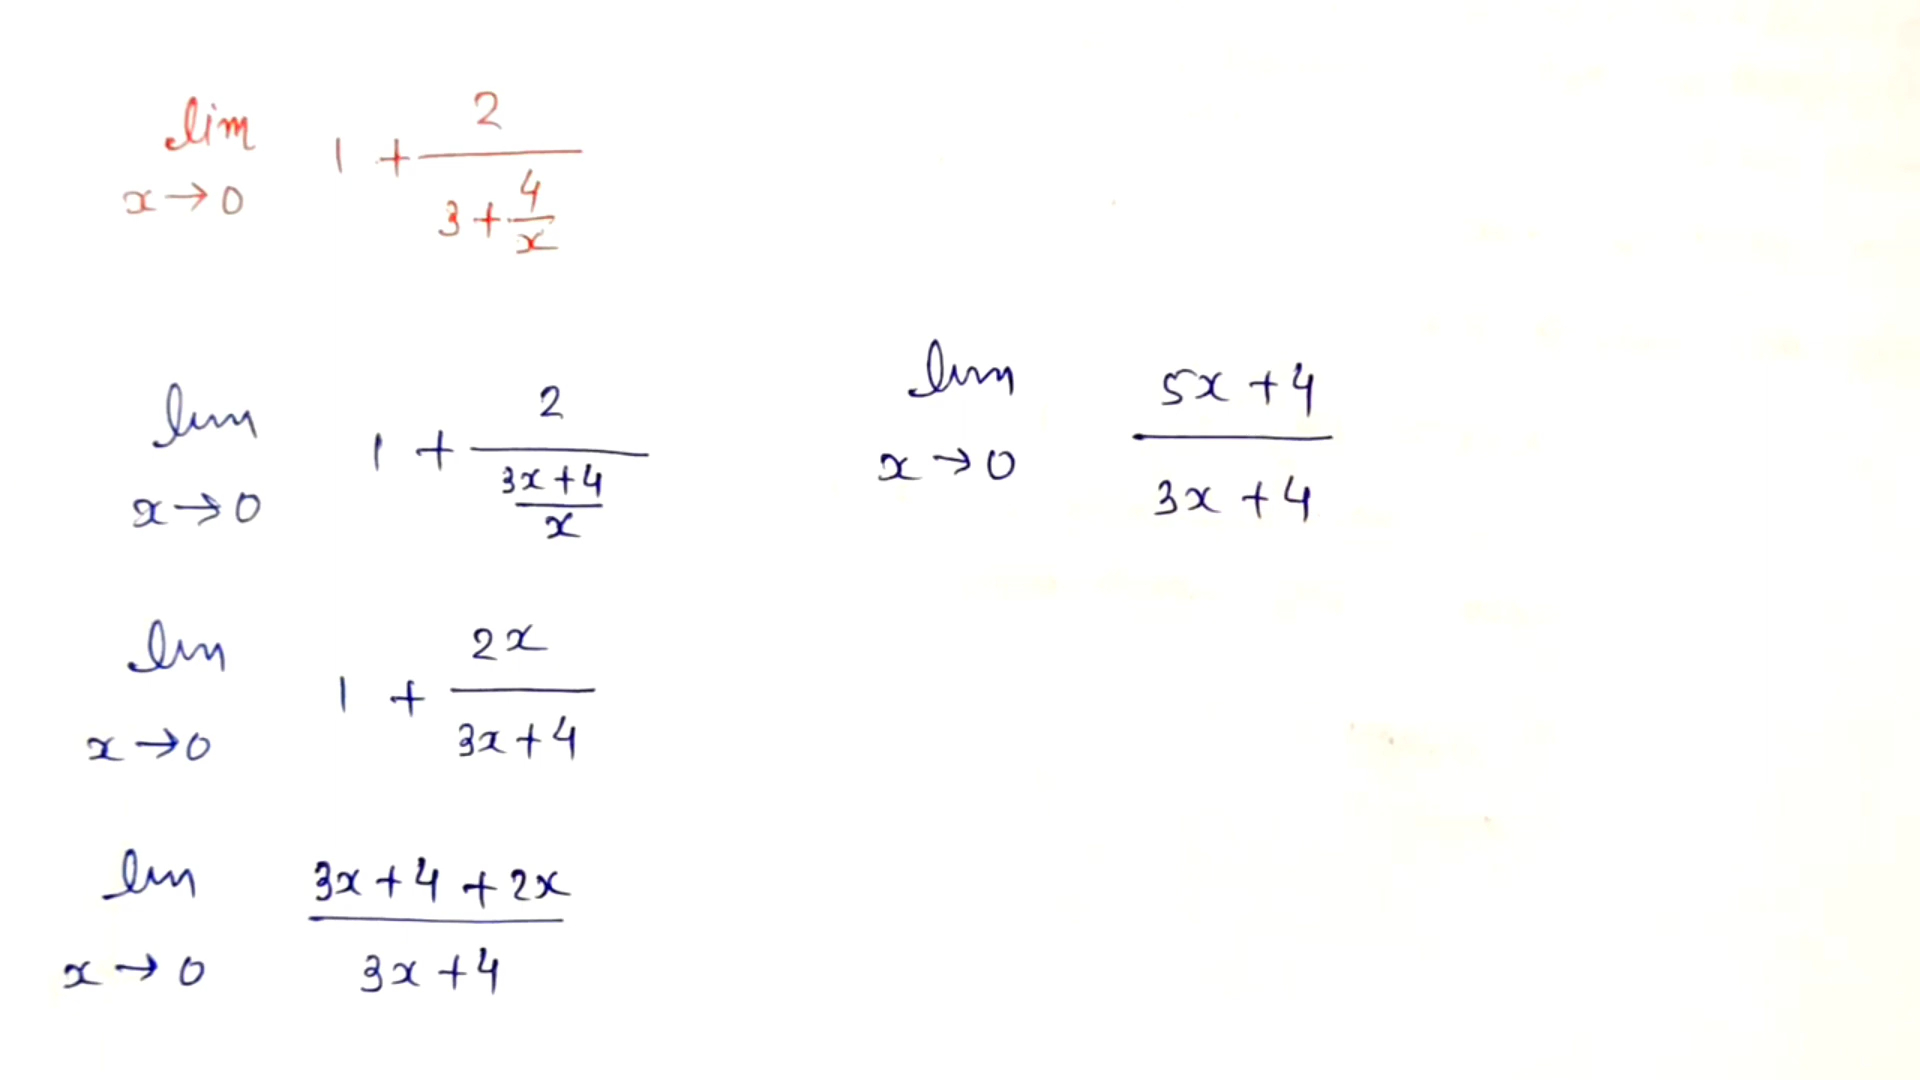 lim x→0 1 + 2/(3 + 4/x)
lim x→0 1 + 2/((3x+4)/x)
lim x→0 1 + 2x/(3x+4)
lim x→0 (3x+4+2x)/(3x+4)
lim x→0 (5x+4)/(3x+4)